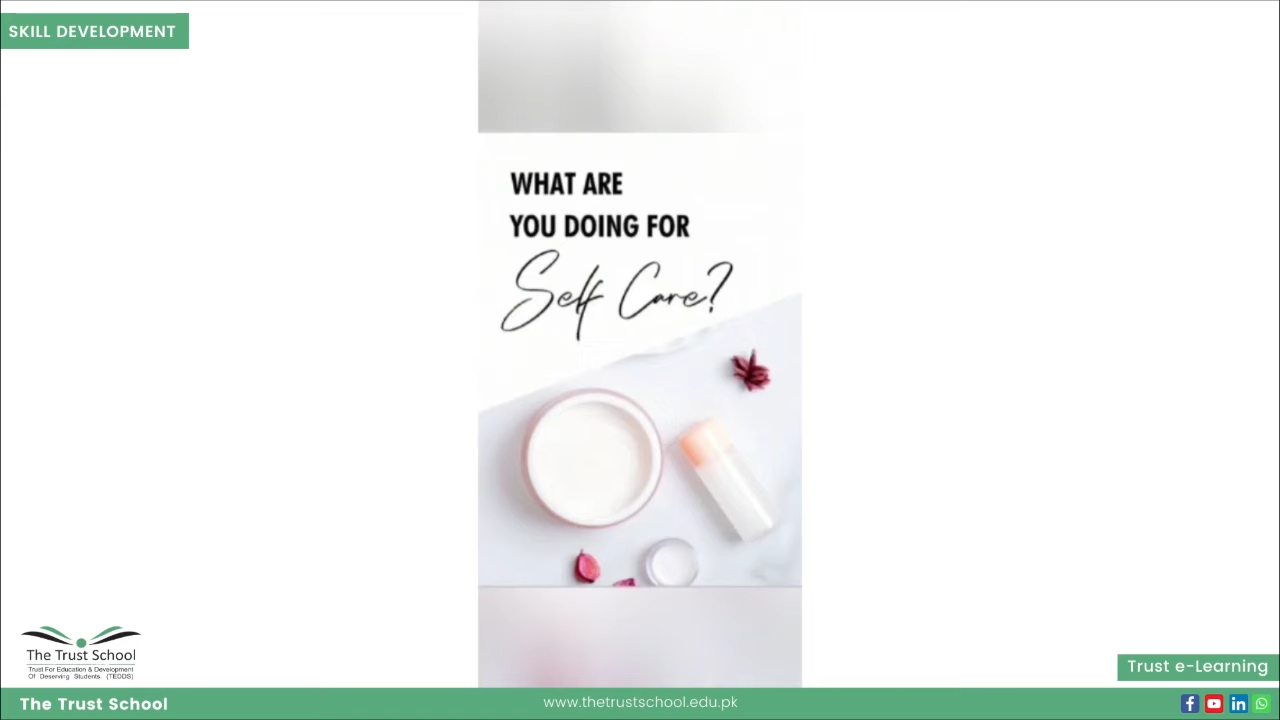 SKILL DEVELOPMENT
WHAT ARE
YOU DOING FOR
Self Care?
The Trust School
Trust For Education & Development
Of Deserving Students (TEDDS)
Trust e-Learning
The Trust School
www.thetrustschool.edu.pk